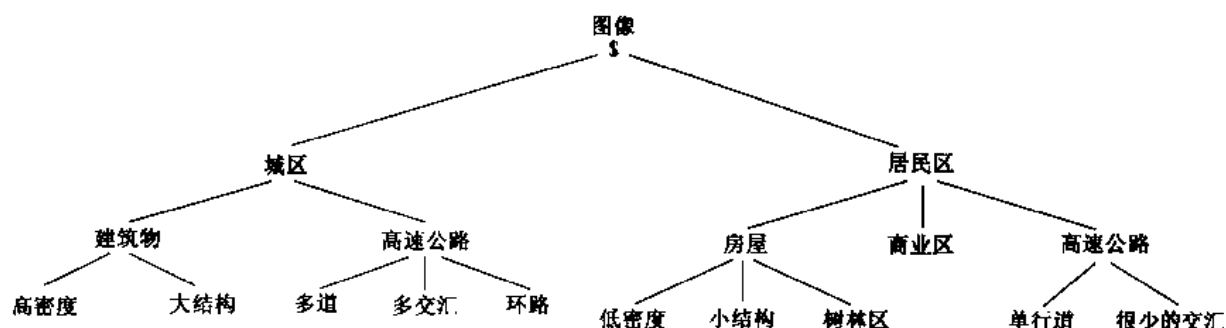 图像
$
城区 居民区
建筑物 高速公路 房屋 商业区 高速公路
高密度 大结构 多道 多交汇 环路 低密度 小结构 树林区 单行道 很少的交汇